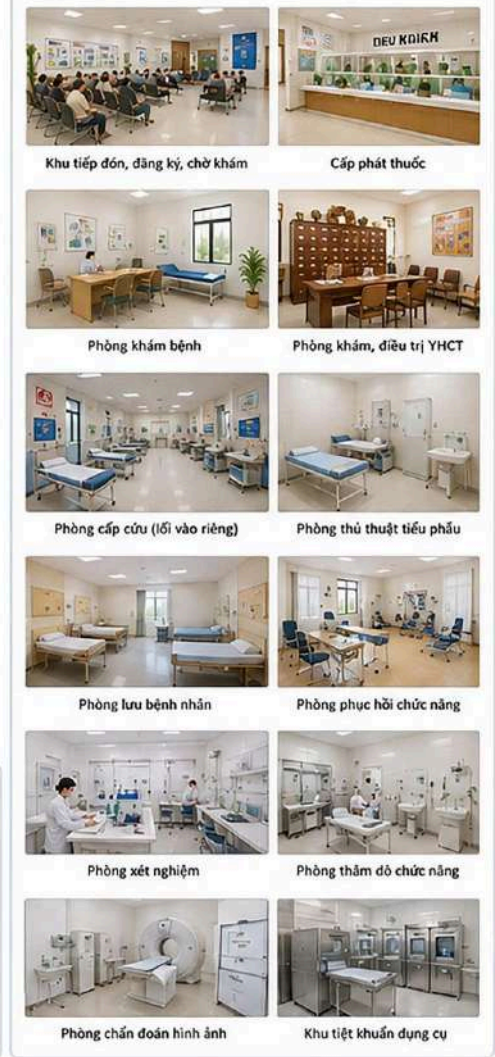 Khu tiếp đón, đăng ký, chờ khám
DEU KDIRH
Cấp phát thuốc
Phòng khám bệnh
Phòng khám, điều trị YHCT
Phòng cấp cứu (lối vào riêng)
Phòng thủ thuật tiểu phẫu
Phòng lưu bệnh nhân
Phòng phục hồi chức năng
Phòng xét nghiệm
Phòng thăm dò chức năng
Phòng chẩn đoán hình ảnh
Khu tiệt khuẩn dụng cụ